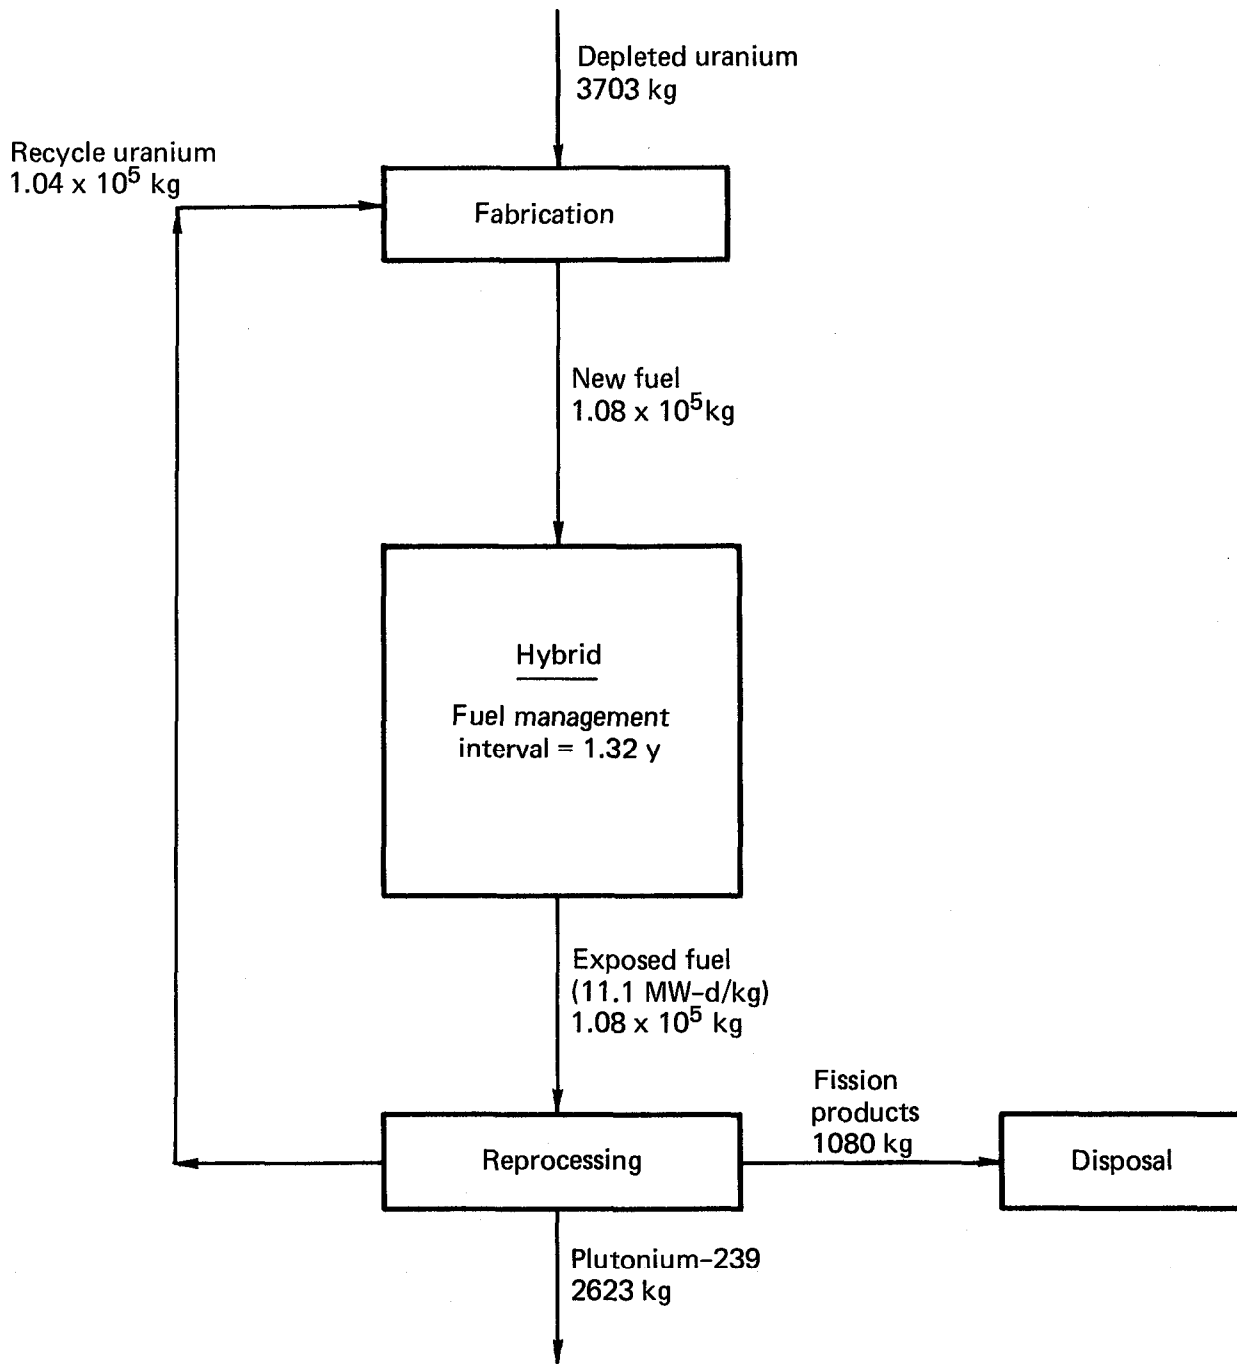 Depleted uranium
3703 kg
Recycle uranium
1.04 x 10⁵ kg
Fabrication
New fuel
1.08 x 10⁵kg
Hybrid
Fuel management
interval = 1.32 y
Exposed fuel
(11.1 MW–d/kg)
1.08 x 10⁵ kg
Fission
products
1080 kg
Reprocessing
Disposal
Plutonium–239
2623 kg